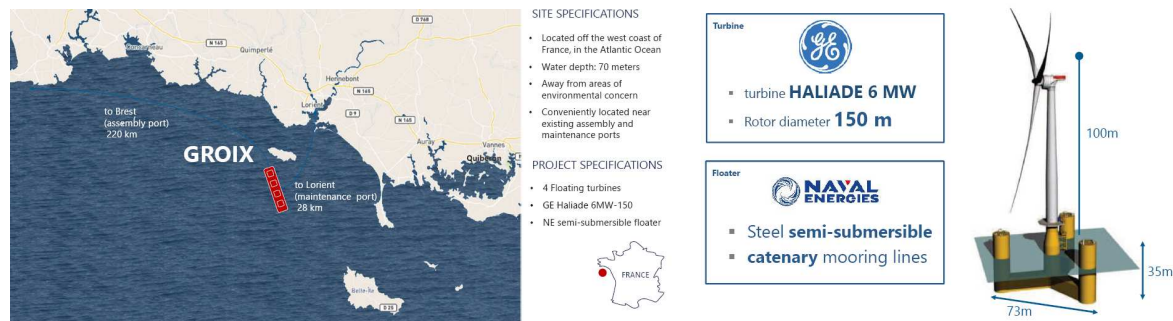 D 768
Concarneau
N 165
Quimperlé
Hennebont
N 165
Lorient
D 9
N 165
Auray
Vannes
Quiberon
to Brest
(assembly port)
220 km
GROIX
to Lorient
(maintenance port)
28 km
Belle-Île
D 25
SITE SPECIFICATIONS
• Located off the west coast of
France, in the Atlantic Ocean
• Water depth: 70 meters
• Away from areas of
environmental concern
• Conveniently located near
existing assembly and
maintenance ports
PROJECT SPECIFICATIONS
• 4 Floating turbines
• GE Haliade 6MW-150
• NE semi-submersible floater
FRANCE
Turbine
GE
▪ turbine HALIADE 6 MW
▪ Rotor diameter 150 m
Floater
NAVAL
ENERGIES
▪ Steel semi-submersible
▪ catenary mooring lines
100m
35m
73m